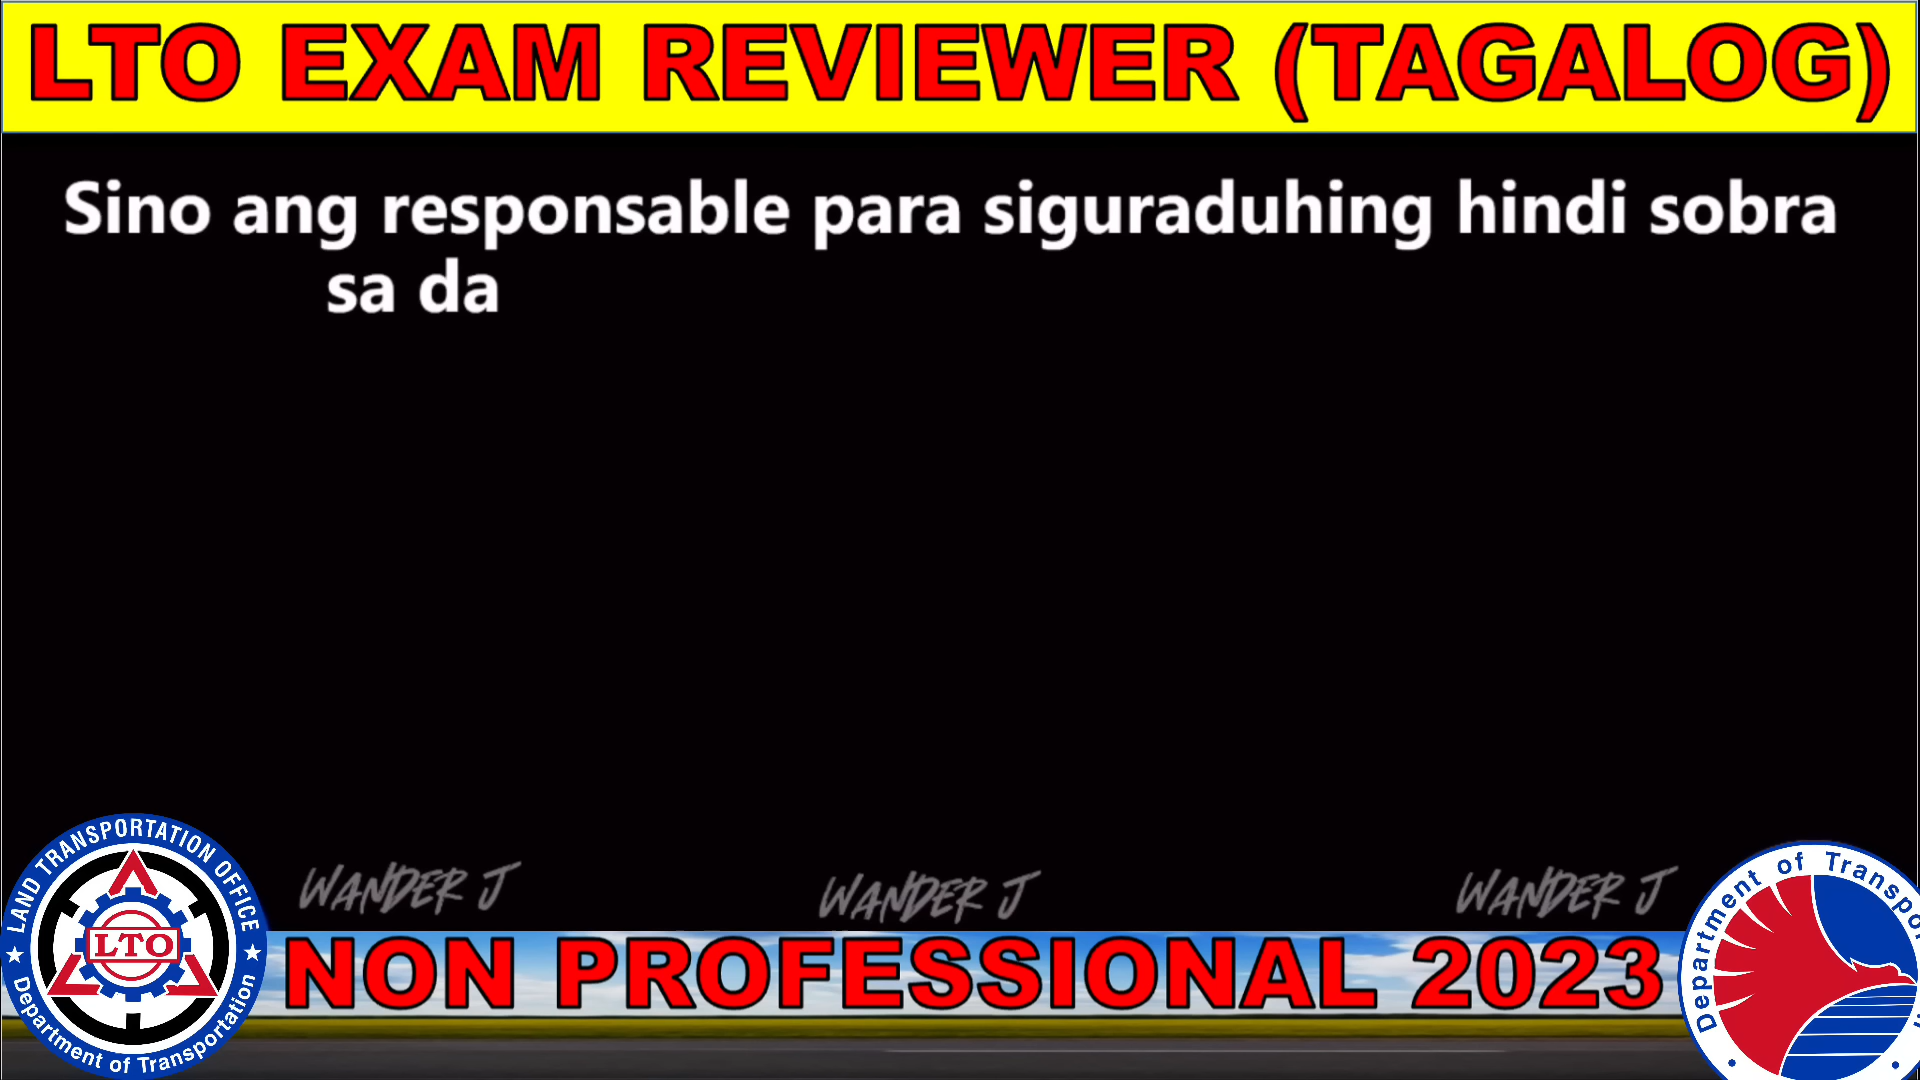 LTO EXAM REVIEWER (TAGALOG)
Sino ang responsable para siguraduhing hindi sobra
sa da
WANDER J
WANDER J
WANDER J
NON PROFESSIONAL 2023
LAND TRANSPORTATION OFFICE
LTO
Department of Transportation
Department of Transpor